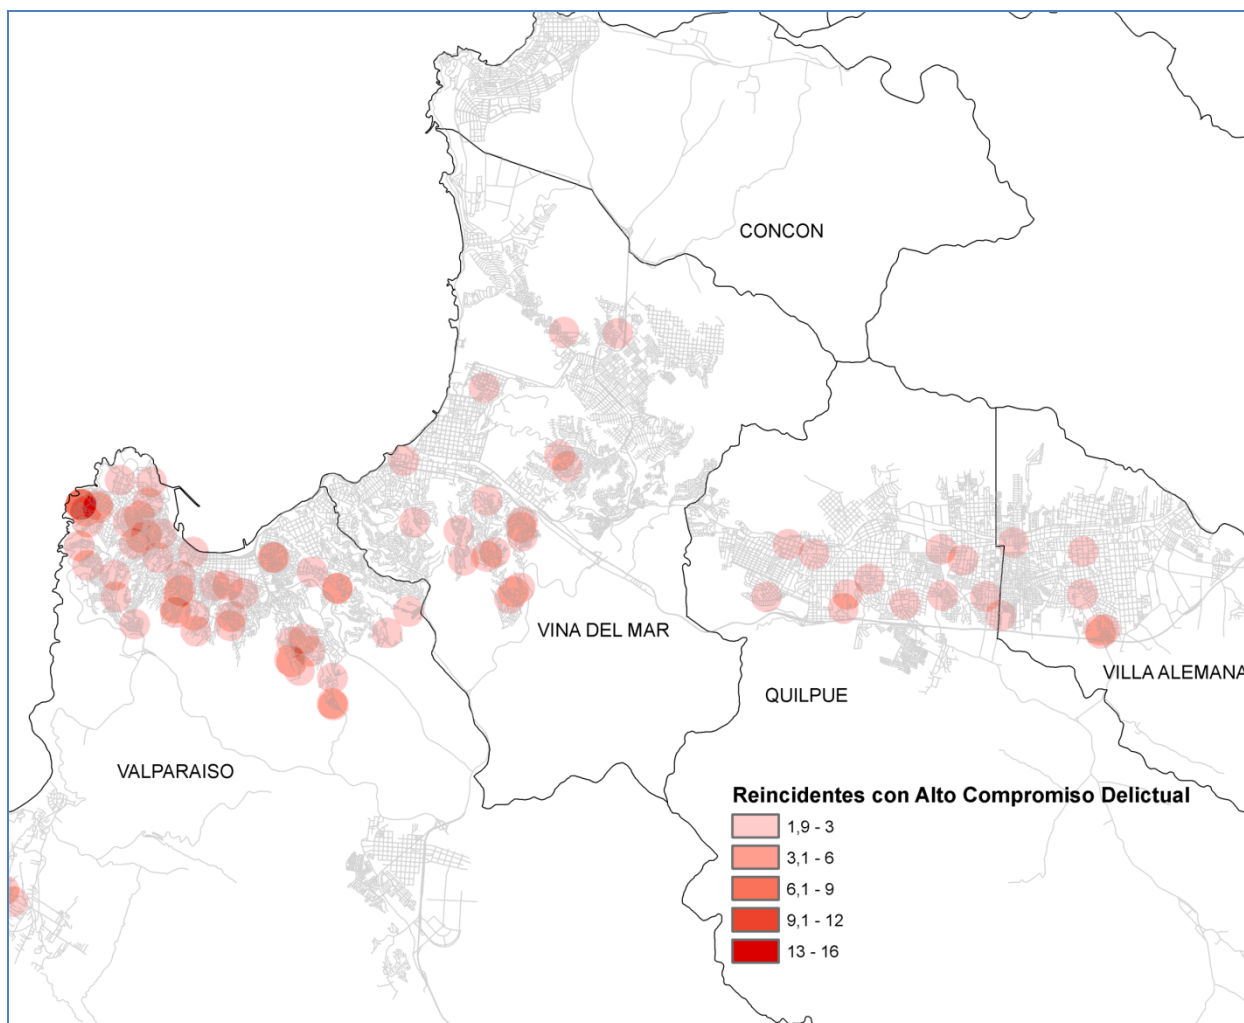 CONCON
VINA DEL MAR
VILLA ALEMANA
QUILPUE
VALPARAISO
Reincidentes con Alto Compromiso Delictual
1,9 - 3
3,1 - 6
6,1 - 9
9,1 - 12
13 - 16